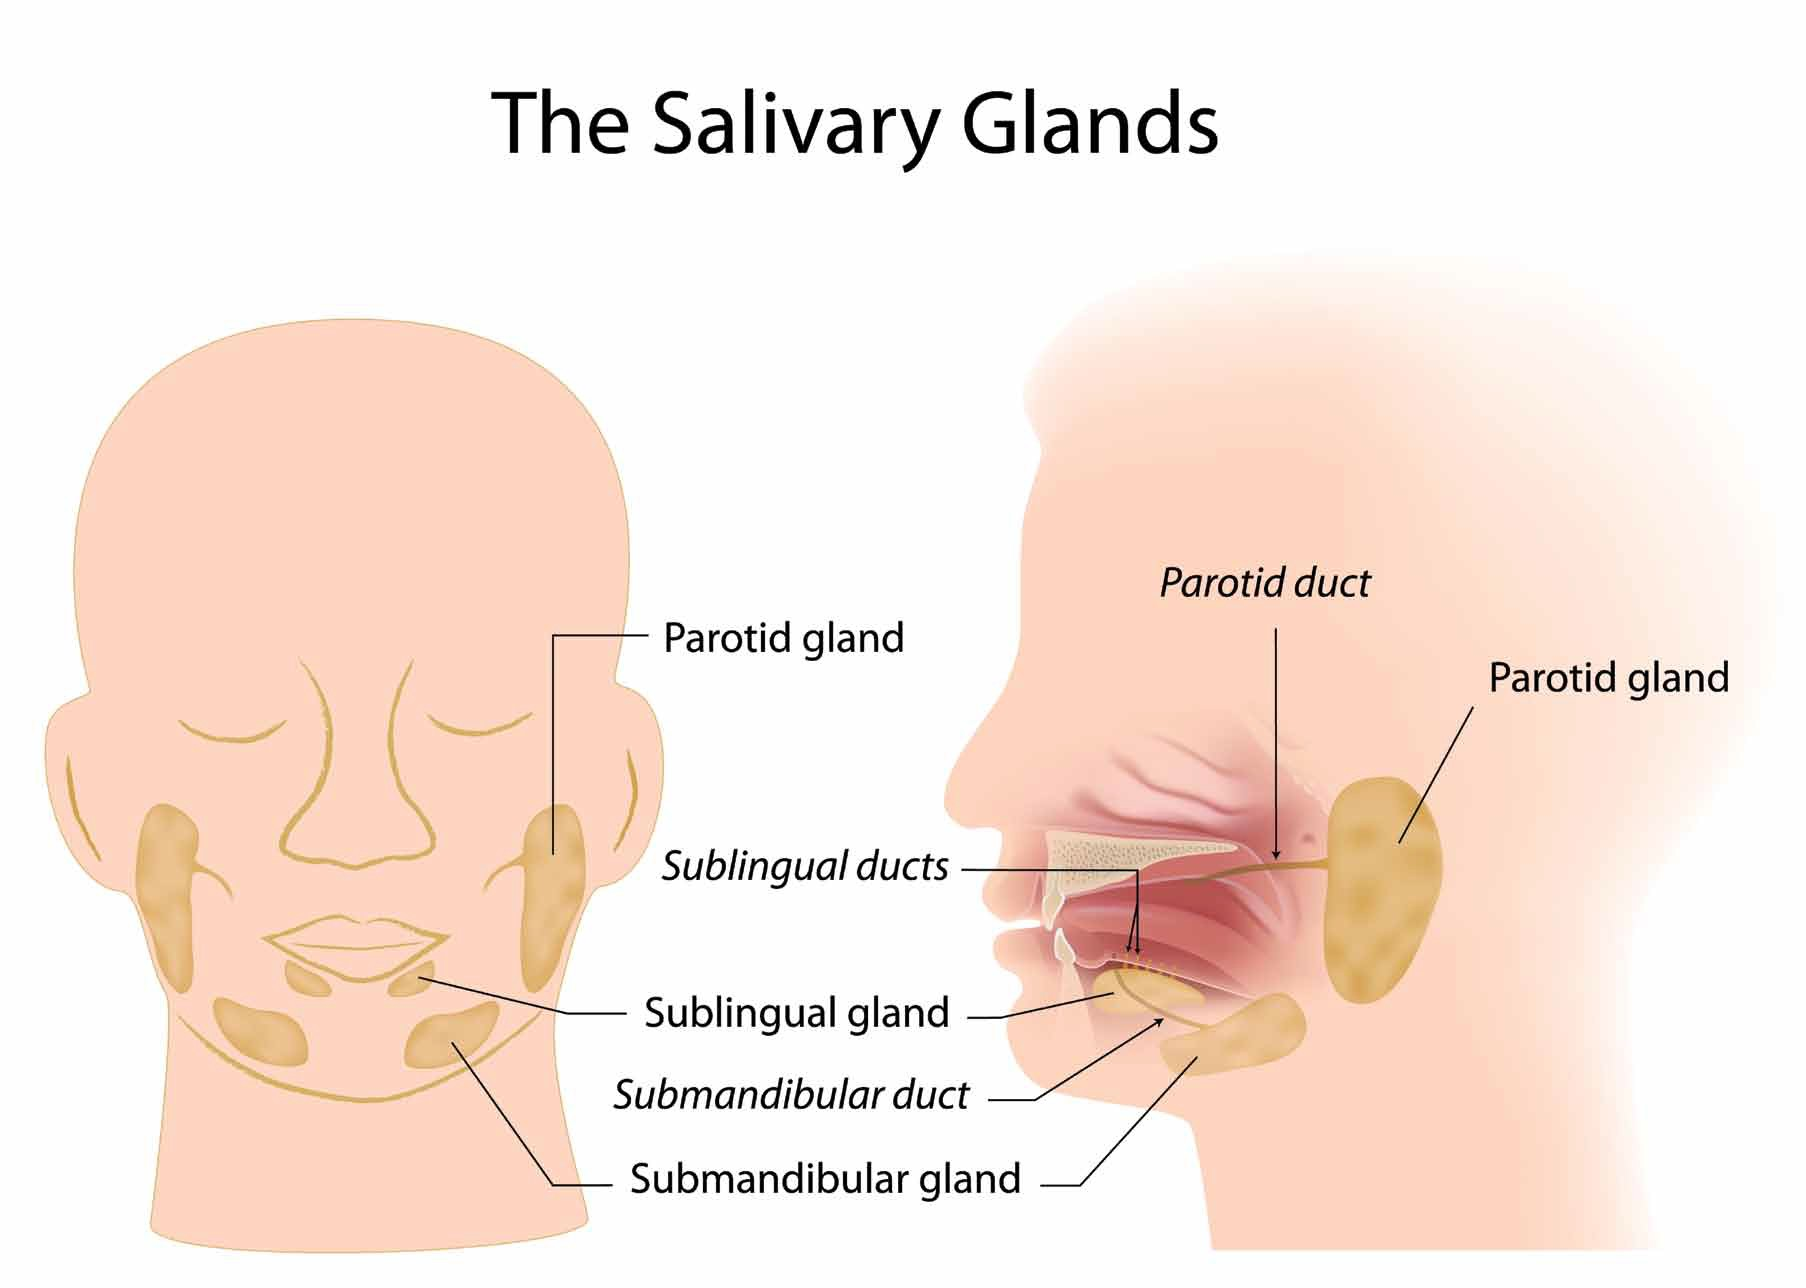 The Salivary Glands
Parotid duct
Parotid gland
Parotid gland
Sublingual ducts
Sublingual gland
Submandibular duct
Submandibular gland